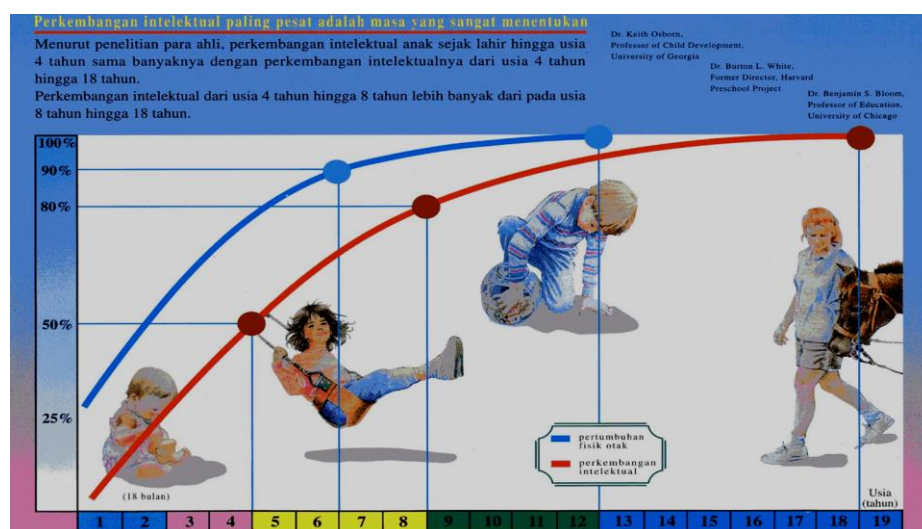 Perkembangan intelektual paling pesat adalah masa yang sangat menentukan
Menurut penelitian para ahli, perkembangan intelektual anak sejak lahir hingga usia
4 tahun sama banyaknya dengan perkembangan intelektualnya dari usia 4 tahun
hingga 18 tahun.
Perkembangan intelektual dari usia 4 tahun hingga 8 tahun lebih banyak dari pada usia
8 tahun hingga 18 tahun.
Dr. Keith Osborn,
Professor of Child Development,
University of Georgia
Dr. Burton L. White,
Former Director, Harvard
Preschool Project
Dr. Benjamin S. Bloom,
Professor of Education,
University of Chicago
100%
90%
80%
50%
25%
(18 bulan)
pertumbuhan
fisik otak
perkembangan
intelektual
Usia
(tahun)
1 2 3 4 5 6 7 8 9 10 11 12 13 14 15 16 17 18 19